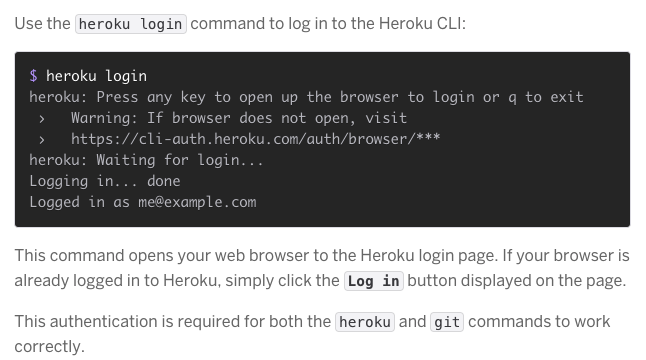 Use the heroku login command to log in to the Heroku CLI:
$ heroku login
heroku: Press any key to open up the browser to login or q to exit
 ›   Warning: If browser does not open, visit
 ›   https://cli-auth.heroku.com/auth/browser/***
heroku: Waiting for login...
Logging in... done
Logged in as me@example.com
This command opens your web browser to the Heroku login page. If your browser is
already logged in to Heroku, simply click the Log in button displayed on the page.
This authentication is required for both the heroku and git commands to work
correctly.